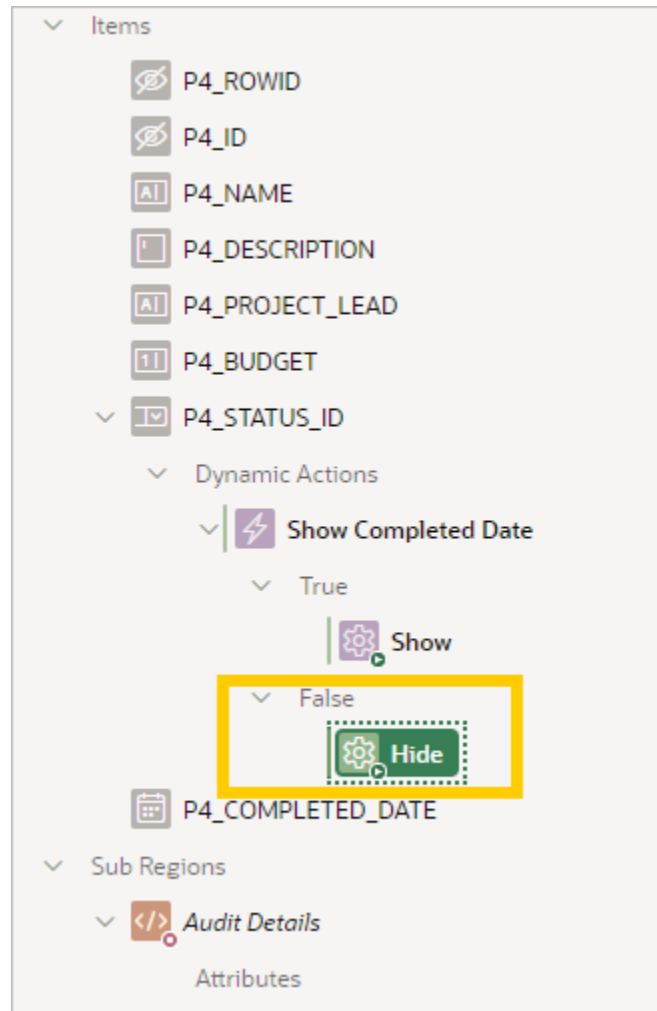 Items
P4_ROWID
P4_ID
P4_NAME
P4_DESCRIPTION
P4_PROJECT_LEAD
P4_BUDGET
P4_STATUS_ID
Dynamic Actions
Show Completed Date
True
Show
False
Hide
P4_COMPLETED_DATE
Sub Regions
Audit Details
Attributes